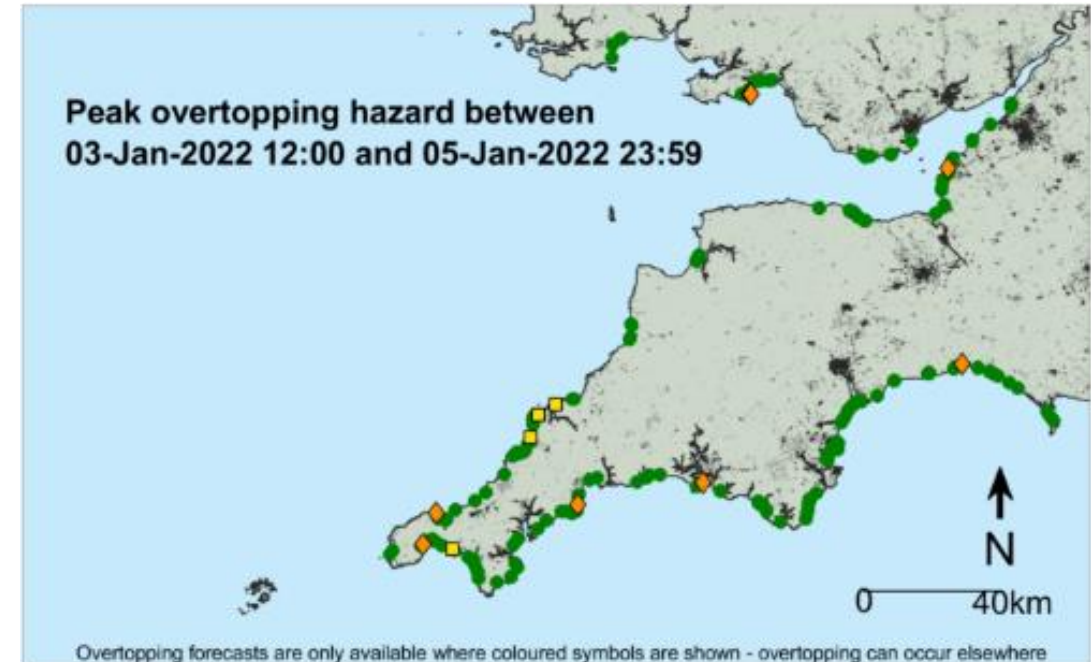 Peak overtopping hazard between
03-Jan-2022 12:00 and 05-Jan-2022 23:59
N
0 40km
Overtopping forecasts are only available where coloured symbols are shown - overtopping can occur elsewhere